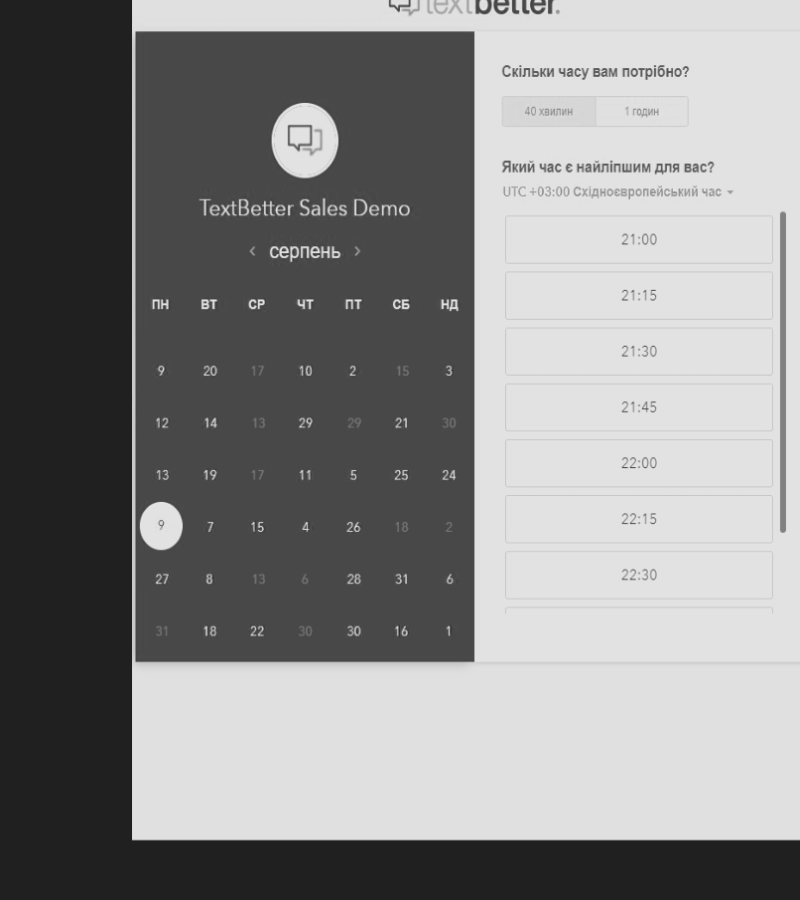 textbetter.
TextBetter Sales Demo
серпень
ПН ВТ СР ЧТ ПТ СБ НД
9 20 17 10 2 15 3
12 14 13 29 29 21 30
13 19 17 11 5 25 24
9 7 15 4 26 18 2
27 8 13 6 28 31 6
31 18 22 30 30 16 1
Скільки часу вам потрібно?
40 хвилин 1 годин
Який час є найліпшим для вас?
UTC +03:00 Східноєвропейський час
21:00
21:15
21:30
21:45
22:00
22:15
22:30